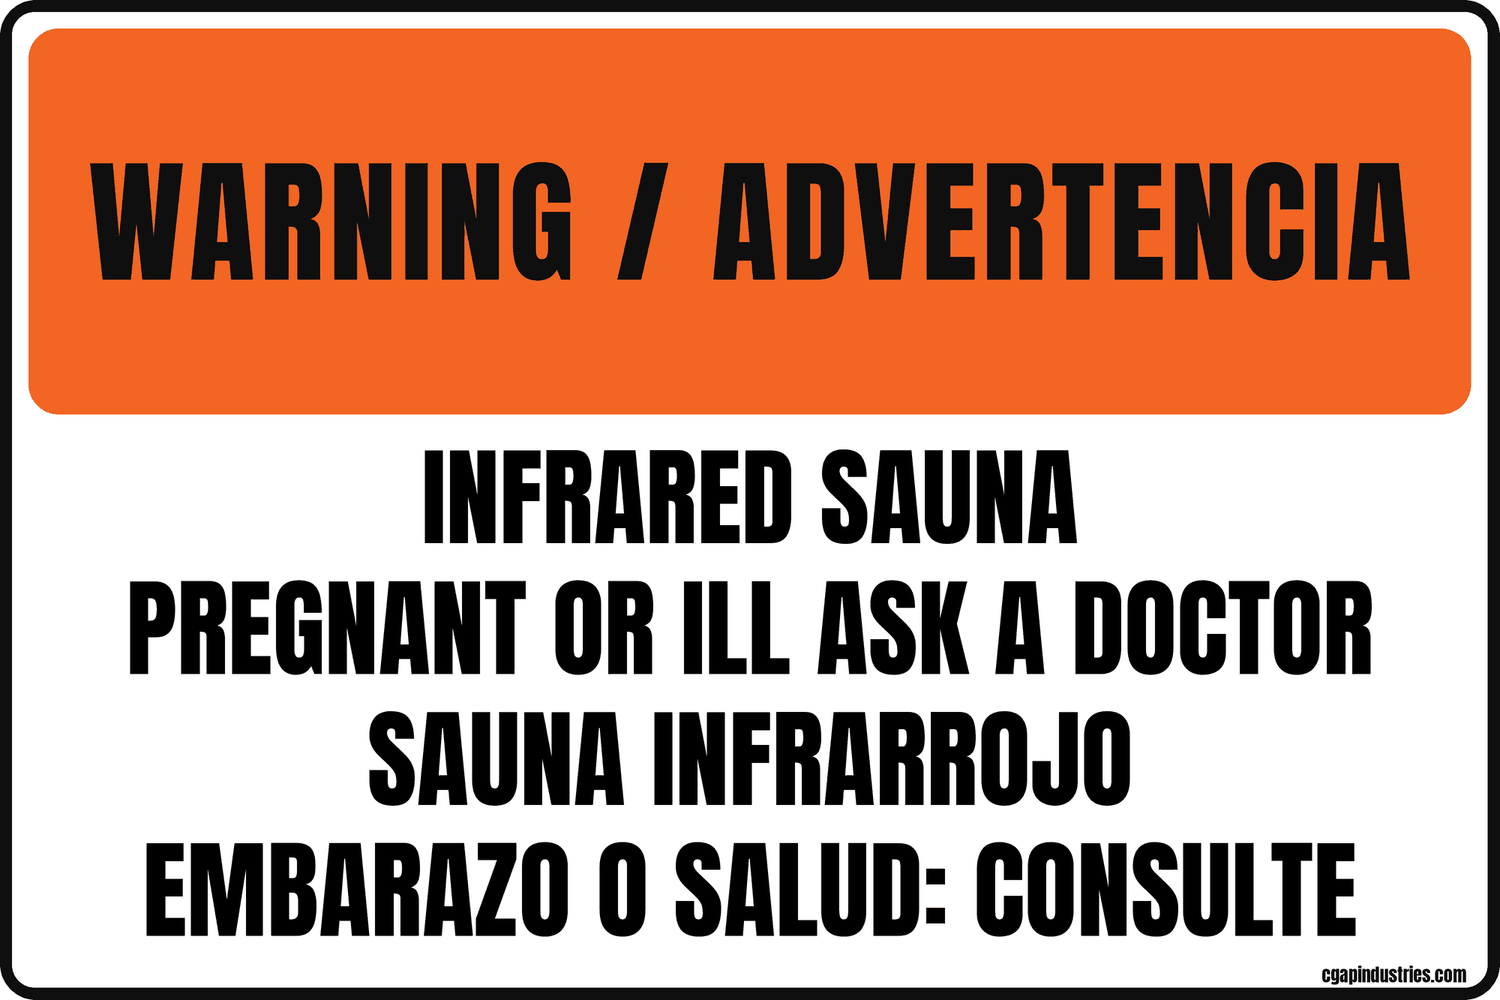 WARNING / ADVERTENCIA
INFRARED SAUNA
PREGNANT OR ILL ASK A DOCTOR
SAUNA INFRARROJO
EMBARAZO O SALUD: CONSULTE
cgapindustries.com